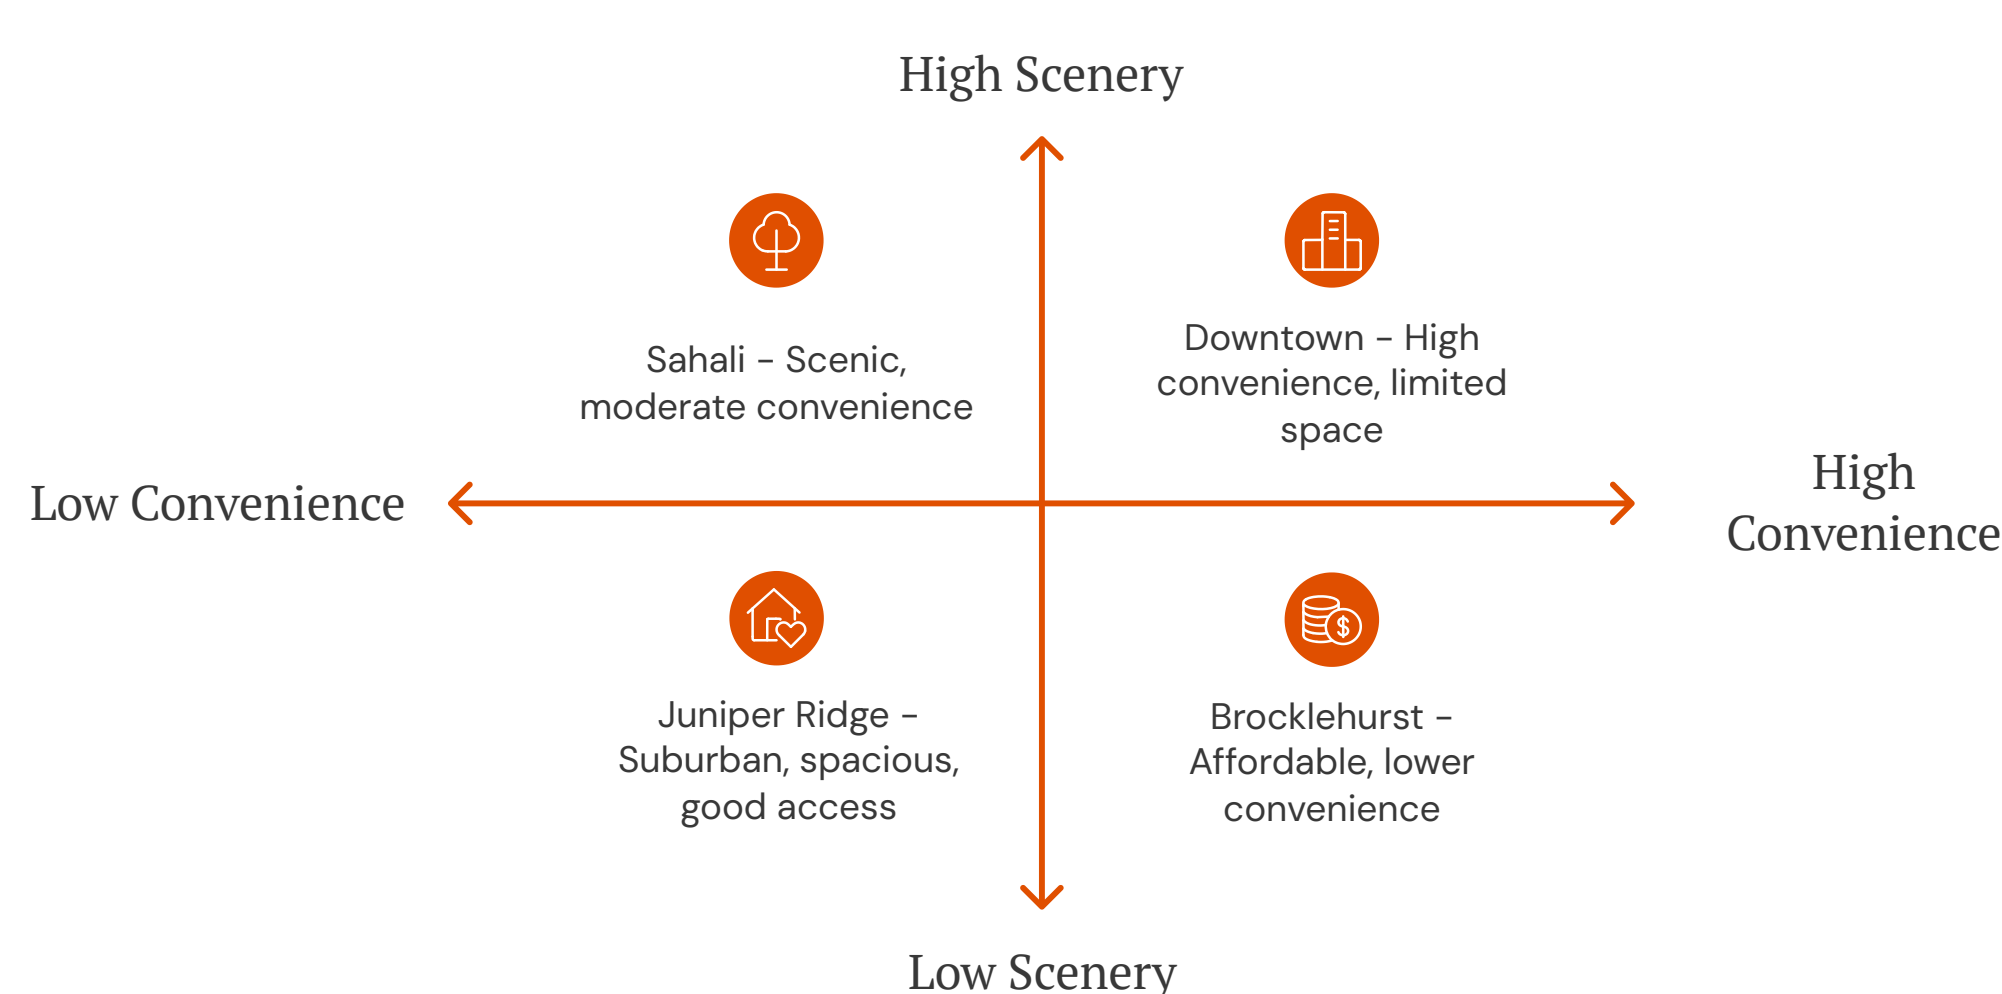 High Scenery
Sahali - Scenic,
moderate convenience
Downtown - High
convenience, limited
space
Low Convenience
High
Convenience
Juniper Ridge -
Suburban, spacious,
good access
Brocklehurst -
Affordable, lower
convenience
$
Low Scenery